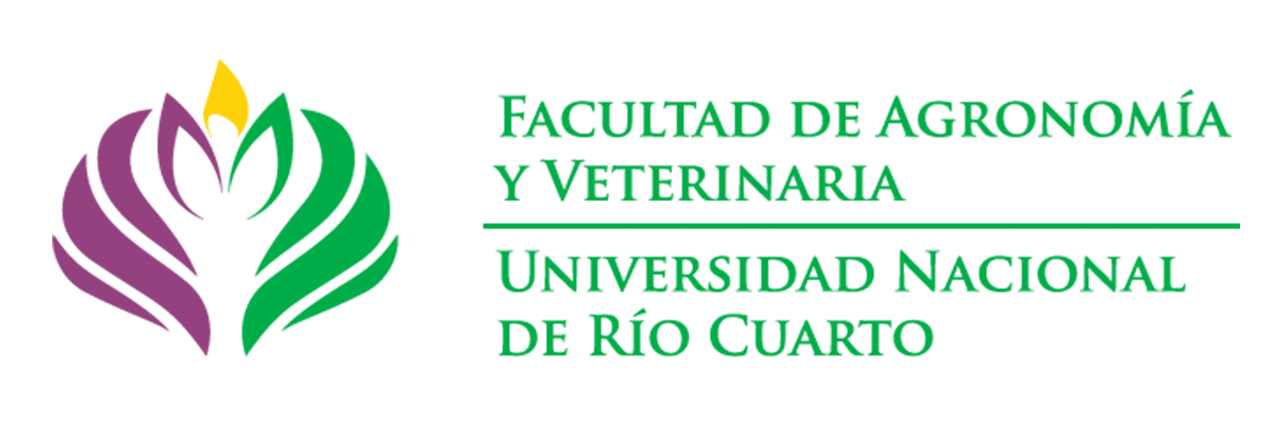 Facultad de Agronomía
y Veterinaria
Universidad Nacional
de Río Cuarto